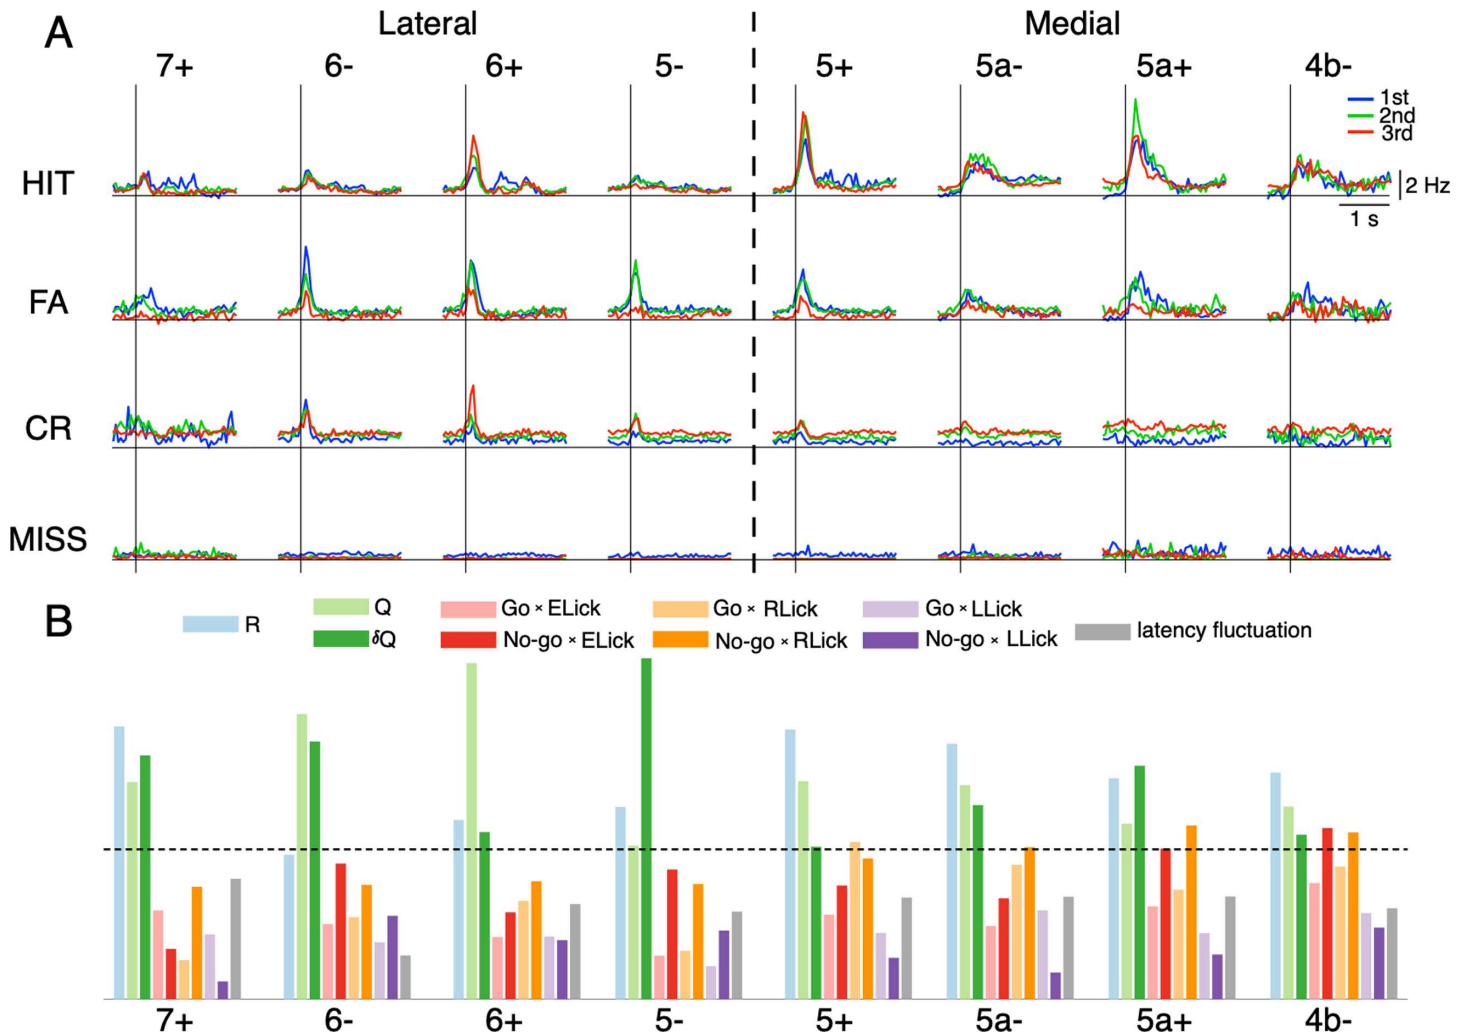 A
Lateral
Medial
7+ 6- 6+ 5- 5+ 5a- 5a+ 4b-
1st
2nd
3rd
HIT
2 Hz
1 s
FA
CR
MISS
B
R
Q
δQ
Go × ELick
No-go × ELick
Go × RLick
No-go × RLick
Go × LLick
No-go × LLick
latency fluctuation
7+ 6- 6+ 5- 5+ 5a- 5a+ 4b-